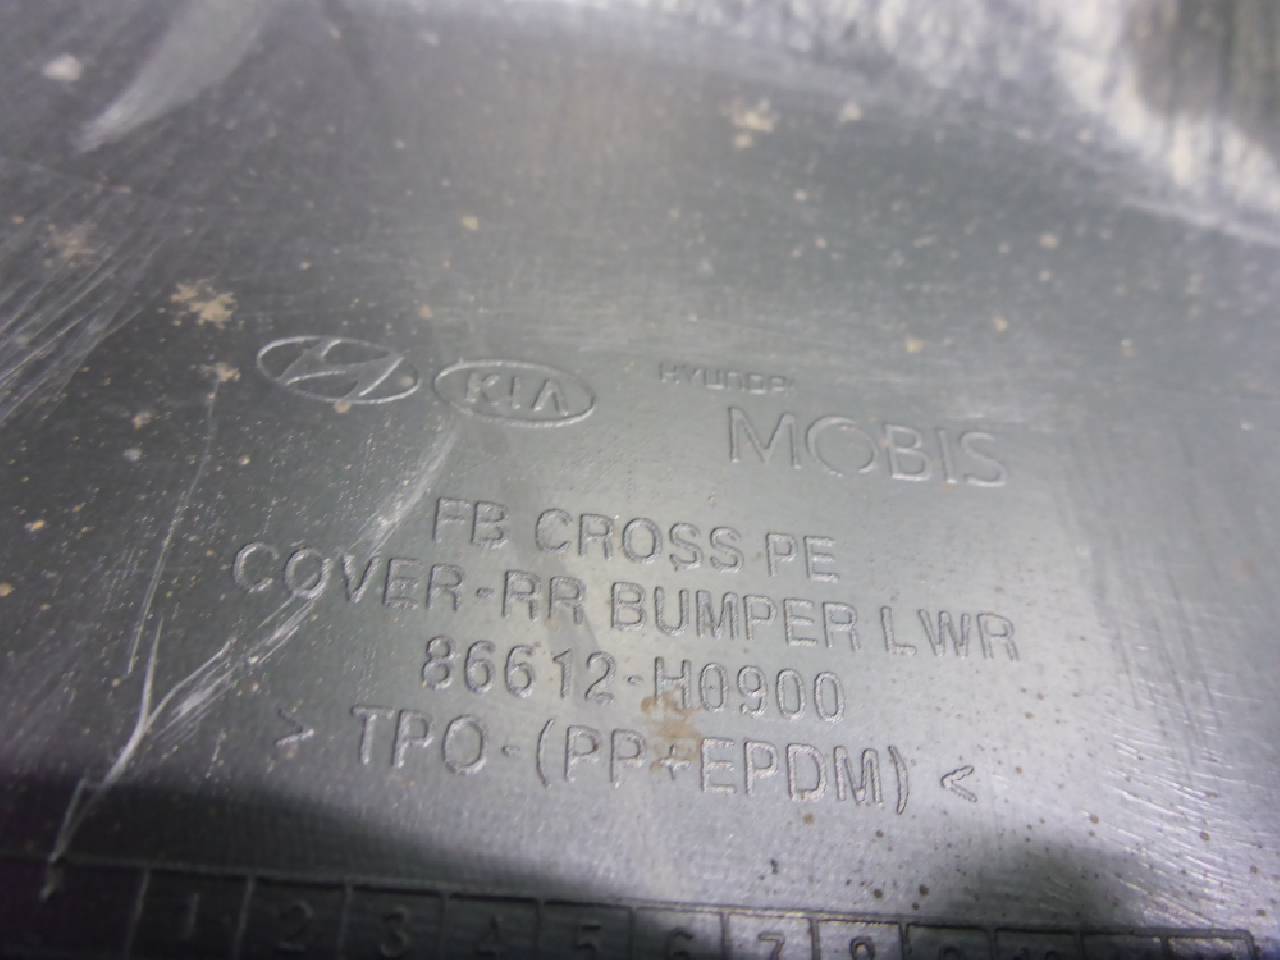 KIA
HYUNDAI
MOBIS
FB CROSS PE
COVER-RR BUMPER LWR
86612-H0900
> TPO-(PP+EPDM) <
1 2 3 4 5 6 7 8 9